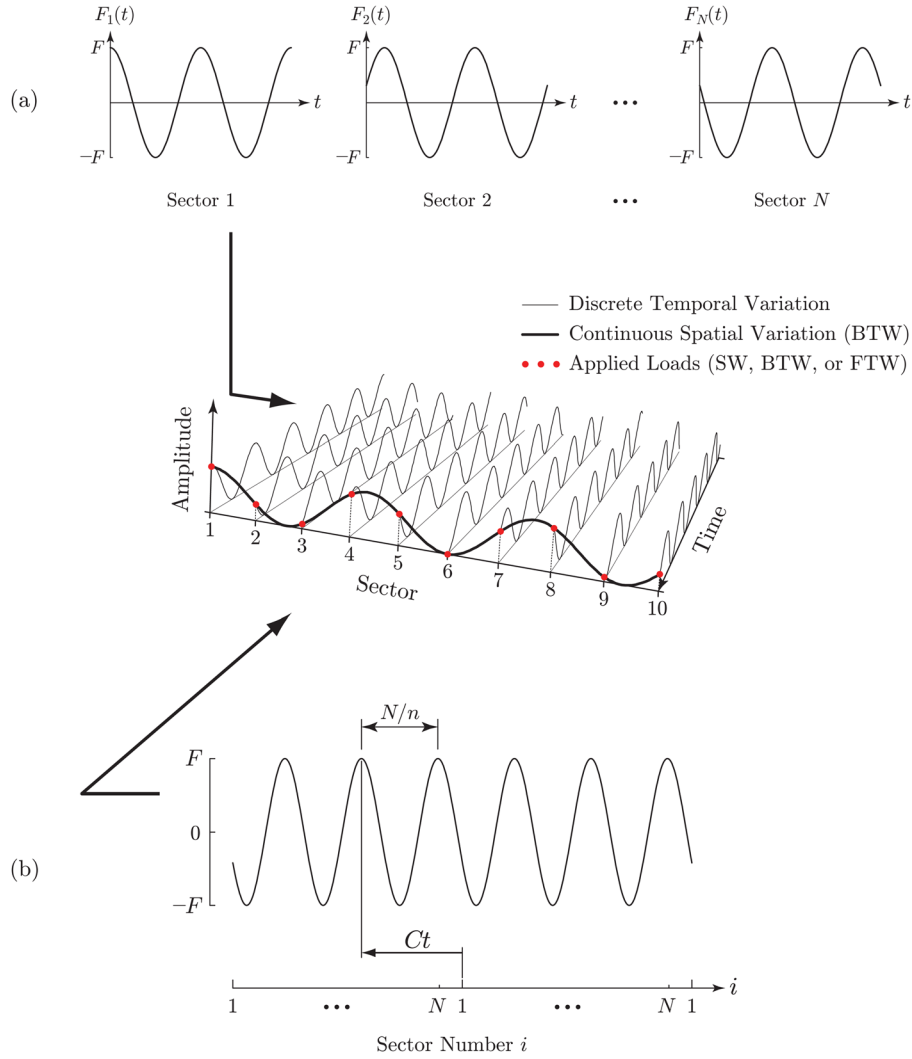 F₁(t) F₂(t) F_N(t)
F F F
(a) t t ... t
−F −F −F
Sector 1 Sector 2 ... Sector N
Discrete Temporal Variation
Continuous Spatial Variation (BTW)
Applied Loads (SW, BTW, or FTW)
Amplitude
1 2 3 4 5 6 7 8 9 10
Sector
Time
N/n
F
0
(b)
−F
Ct
i
1 ... N 1 ... N 1
Sector Number i